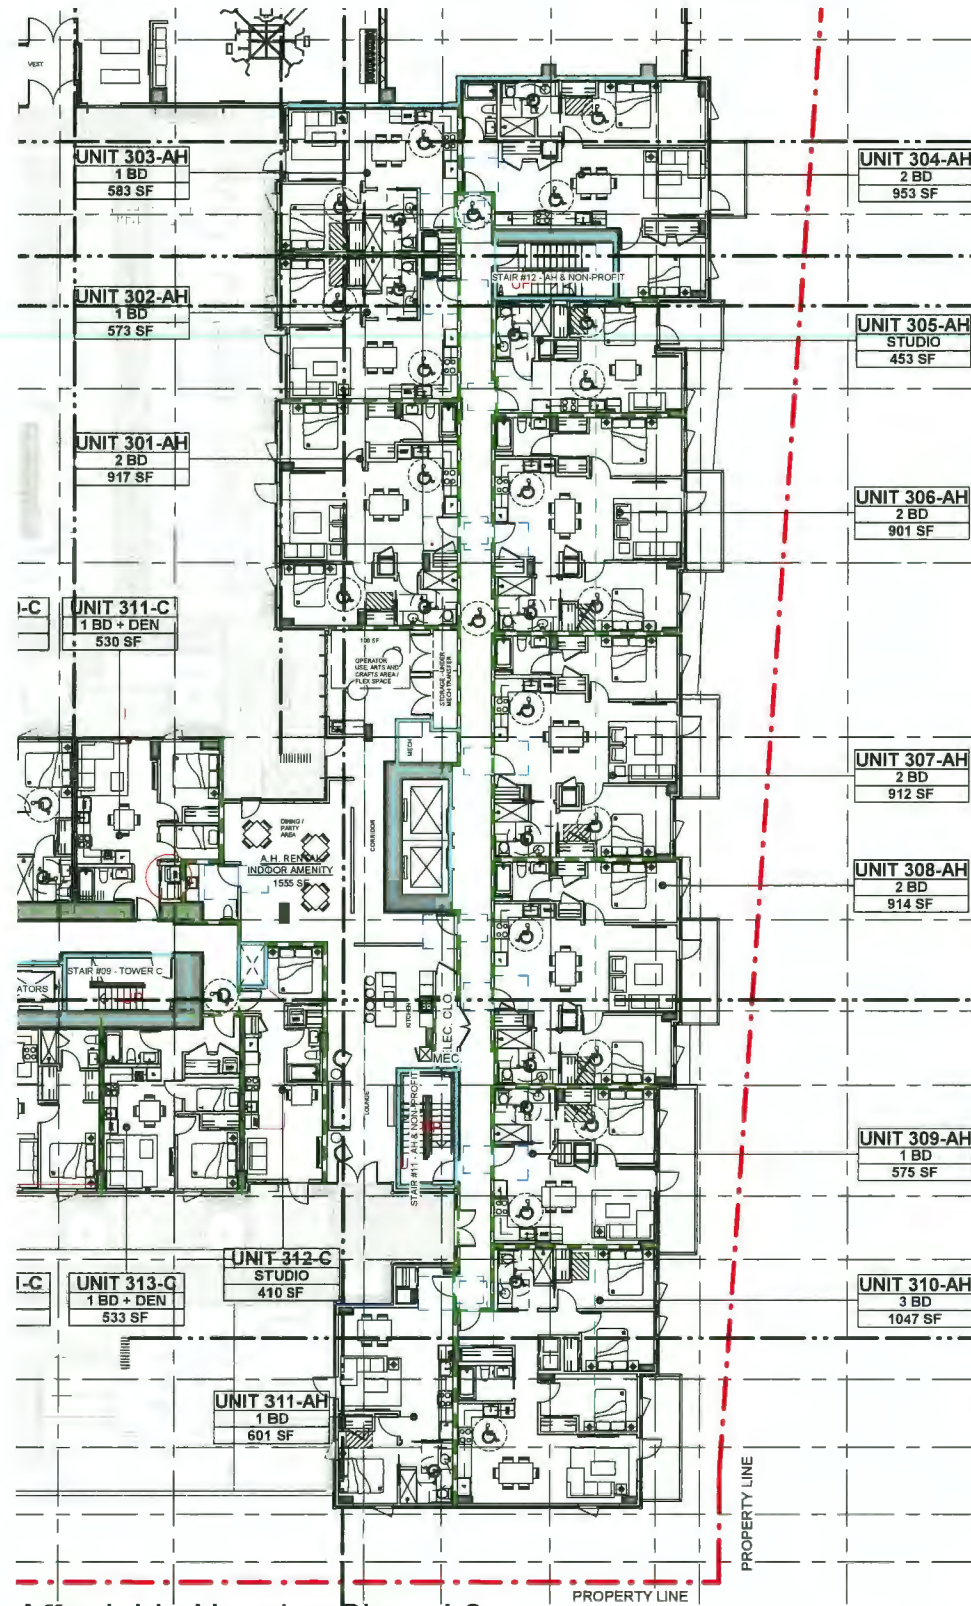 VEST
UNIT 303-AH
1 BD
583 SF
UNIT 304-AH
2 BD
953 SF
STAIR #12 - AH & NON-PROFIT
UP
UNIT 302-AH
1 BD
573 SF
UNIT 305-AH
STUDIO
453 SF
UNIT 301-AH
2 BD
917 SF
UNIT 306-AH
2 BD
901 SF
-C
UNIT 311-C
1 BD + DEN
530 SF
OPERATOR
USE, ARTS AND
CRAFTS AREA /
FLEX SPACE
STORAGE - UNDER
MECH TRANSFER
MECH
UNIT 307-AH
2 BD
912 SF
DINING /
PARTY
AREA
CORRIDOR
A.H. RENTAL
INDOOR AMENITY
1555 SF
UNIT 308-AH
2 BD
914 SF
STAIR #09 - TOWER C
ATORS
KITCHEN
ELEC. CLO.
MEC.
LOUNGE
STAIR #11 - AH & NON-PROFIT
UNIT 309-AH
1 BD
575 SF
UNIT 312-C
STUDIO
410 SF
-C
UNIT 313-C
1 BD + DEN
533 SF
UNIT 310-AH
3 BD
1047 SF
UNIT 311-AH
1 BD
601 SF
PROPERTY LINE
PROPERTY LINE